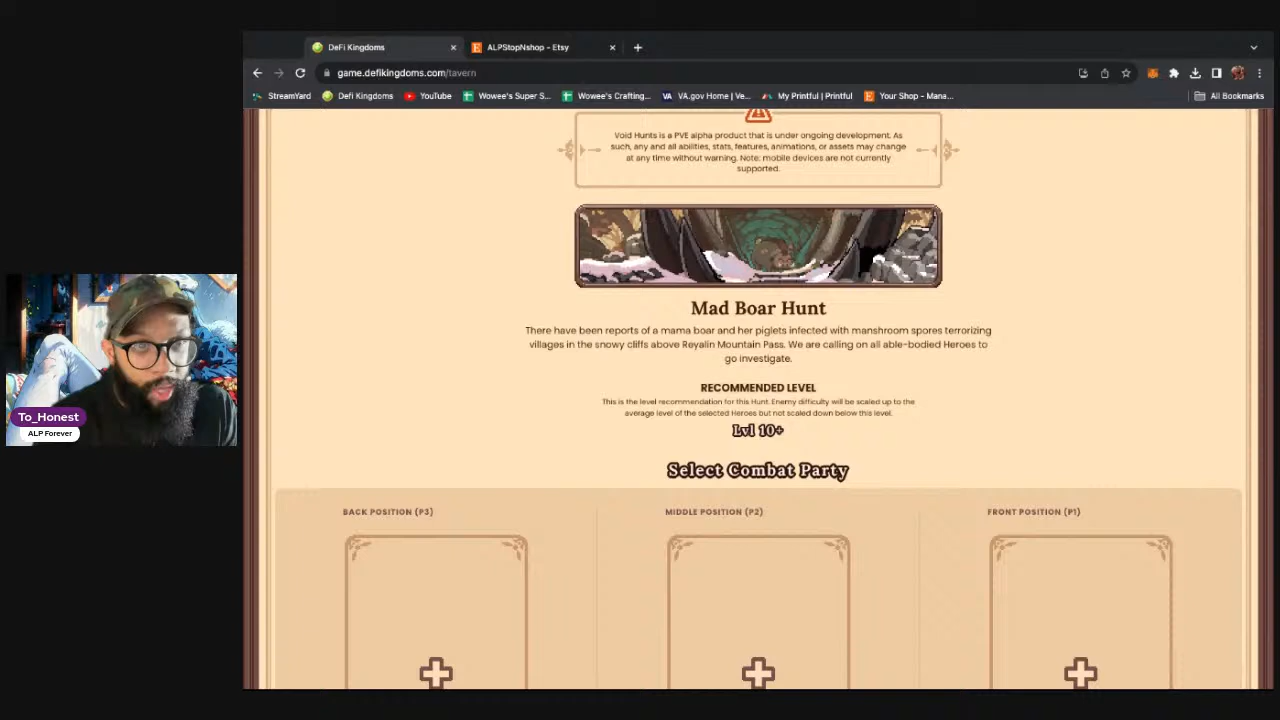 DeFi Kingdoms
ALPStopNshop - Etsy
game.defikingdoms.com/tavern
StreamYard
Defi Kingdoms
YouTube
Wowee's Super S...
Wowee's Crafting...
VA.gov Home | Ve...
My Printful | Printful
Your Shop - Mana...
All Bookmarks
Void Hunts is a PVE alpha product that is under ongoing development. As
such, any and all abilities, stats, features, animations, or assets may change
at any time without warning. Note: mobile devices are not currently
supported.
Mad Boar Hunt
There have been reports of a mama boar and her piglets infected with manshroom spores terrorizing
villages in the snowy cliffs above Reyalin Mountain Pass. We are calling on all able-bodied Heroes to
go investigate.
RECOMMENDED LEVEL
This is the level recommendation for this Hunt. Enemy difficulty will be scaled up to the
average level of the selected Heroes but not scaled down below this level.
Lvl 10+
Select Combat Party
BACK POSITION (P3)
MIDDLE POSITION (P2)
FRONT POSITION (P1)
To_Honest
ALP Forever